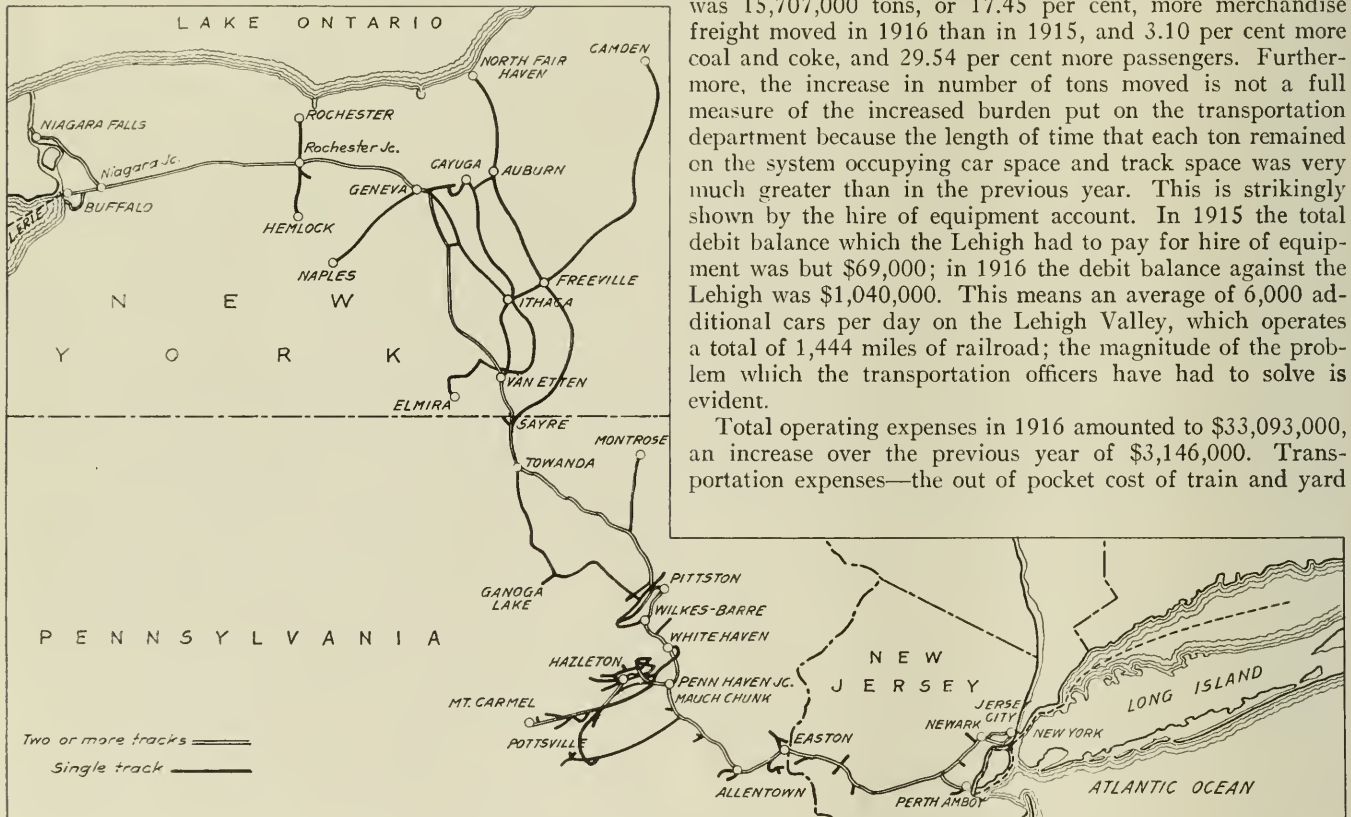 was 15,707,000 tons, or 17.45 per cent, more merchandise
freight moved in 1916 than in 1915, and 3.10 per cent more
coal and coke, and 29.54 per cent more passengers. Further-
more, the increase in number of tons moved is not a full
measure of the increased burden put on the transportation
department because the length of time that each ton remained
on the system occupying car space and track space was very
much greater than in the previous year. This is strikingly
shown by the hire of equipment account. In 1915 the total
debit balance which the Lehigh had to pay for hire of equip-
ment was but $69,000; in 1916 the debit balance against the
Lehigh was $1,040,000. This means an average of 6,000 ad-
ditional cars per day on the Lehigh Valley, which operates
a total of 1,444 miles of railroad; the magnitude of the prob-
lem which the transportation officers have had to solve is
evident.
Total operating expenses in 1916 amounted to $33,093,000,
an increase over the previous year of $3,146,000. Trans-
portation expenses—the out of pocket cost of train and yard
LAKE ONTARIO
CAMDEN
NORTH FAIR
HAVEN
NIAGARA FALLS
ROCHESTER
Rochester Jc.
Niagara Jc.
CAYUGA
AUBURN
GENEVA
BUFFALO
L. ERIE
HEMLOCK
NAPLES
FREEVILLE
ITHACA
NEW
YORK
VAN ETTEN
ELMIRA
SAYRE
MONTROSE
TOWANDA
GANOGA
LAKE
PITTSTON
WILKES-BARRE
WHITE HAVEN
PENNSYLVANIA
HAZLETON
PENN HAVEN JC.
MAUCH CHUNK
MT. CARMEL
POTTSVILLE
NEW
JERSEY
LONG ISLAND
JERSE
CITY
NEWARK
NEW YORK
EASTON
ALLENTOWN
PERTH AMBOY
ATLANTIC OCEAN
Two or more tracks
Single track